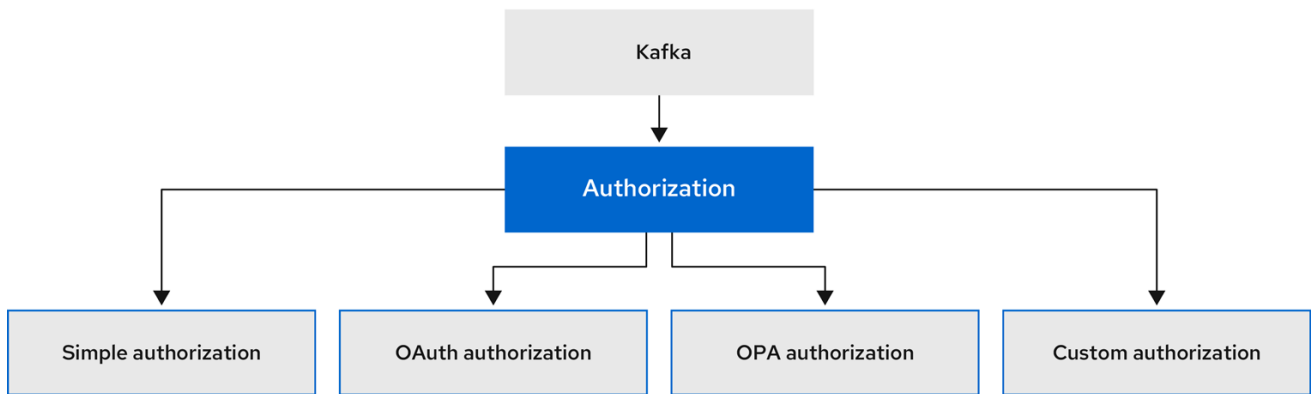 Kafka
Authorization
Simple authorization
OAuth authorization
OPA authorization
Custom authorization